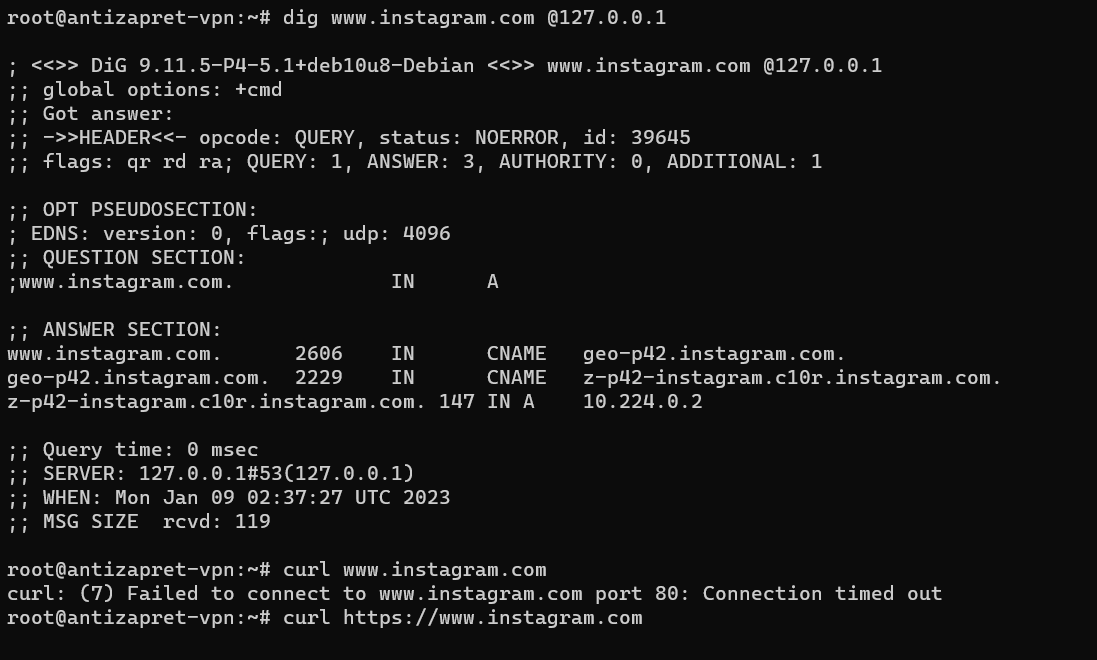 root@antizapret-vpn:~# dig www.instagram.com @127.0.0.1
; <<>> DiG 9.11.5-P4-5.1+deb10u8-Debian <<>> www.instagram.com @127.0.0.1
;; global options: +cmd
;; Got answer:
;; ->>HEADER<<- opcode: QUERY, status: NOERROR, id: 39645
;; flags: qr rd ra; QUERY: 1, ANSWER: 3, AUTHORITY: 0, ADDITIONAL: 1
;; OPT PSEUDOSECTION:
; EDNS: version: 0, flags:; udp: 4096
;; QUESTION SECTION:
;www.instagram.com. IN A
;; ANSWER SECTION:
www.instagram.com. 2606 IN CNAME geo-p42.instagram.com.
geo-p42.instagram.com. 2229 IN CNAME z-p42-instagram.c10r.instagram.com.
z-p42-instagram.c10r.instagram.com. 147 IN A 10.224.0.2
;; Query time: 0 msec
;; SERVER: 127.0.0.1#53(127.0.0.1)
;; WHEN: Mon Jan 09 02:37:27 UTC 2023
;; MSG SIZE  rcvd: 119
root@antizapret-vpn:~# curl www.instagram.com
curl: (7) Failed to connect to www.instagram.com port 80: Connection timed out
root@antizapret-vpn:~# curl https://www.instagram.com